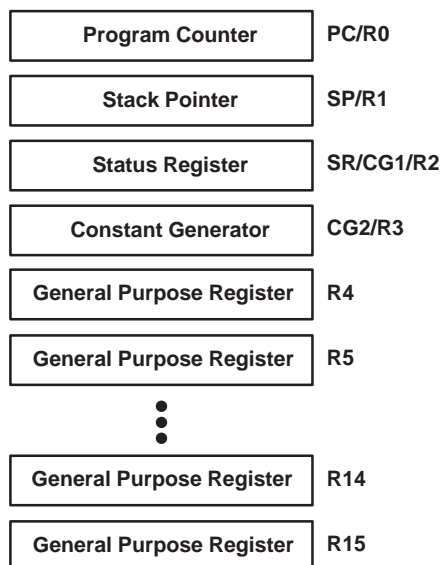 Program Counter PC/R0
Stack Pointer SP/R1
Status Register SR/CG1/R2
Constant Generator CG2/R3
General Purpose Register R4
General Purpose Register R5
General Purpose Register R14
General Purpose Register R15